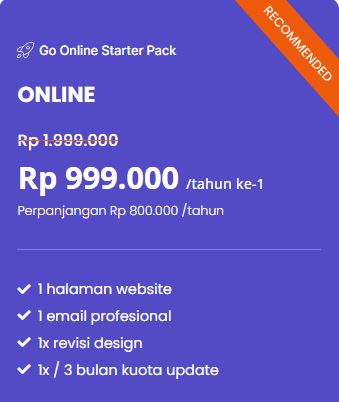 RECOMMENDED
Go Online Starter Pack
ONLINE
Rp 1.999.000
Rp 999.000 /tahun ke-1
Perpanjangan Rp 800.000 /tahun
1 halaman website
1 email profesional
1x revisi design
1x / 3 bulan kuota update